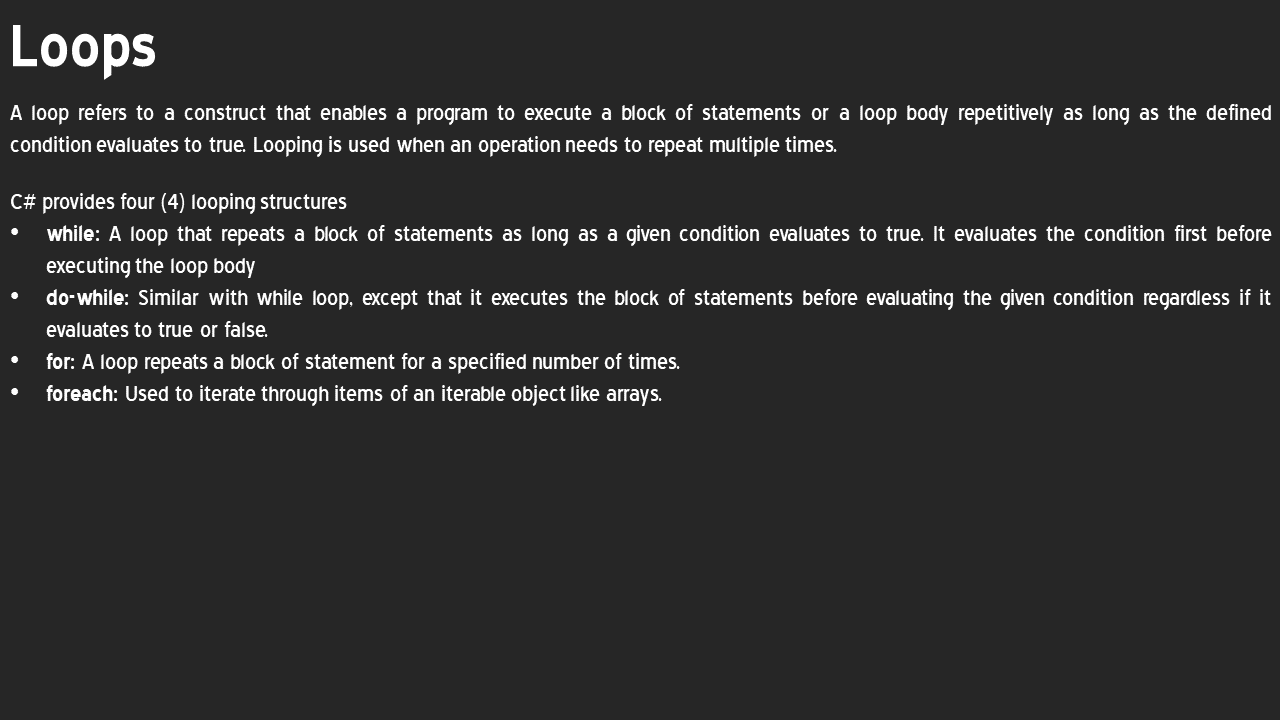 Loops
A loop refers to a construct that enables a program to execute a block of statements or a loop body repetitively as long as the defined
condition evaluates to true. Looping is used when an operation needs to repeat multiple times.
C# provides four (4) looping structures
• while: A loop that repeats a block of statements as long as a given condition evaluates to true. It evaluates the condition first before
executing the loop body
• do-while: Similar with while loop, except that it executes the block of statements before evaluating the given condition regardless if it
evaluates to true or false.
• for: A loop repeats a block of statement for a specified number of times.
• foreach: Used to iterate through items of an iterable object like arrays.